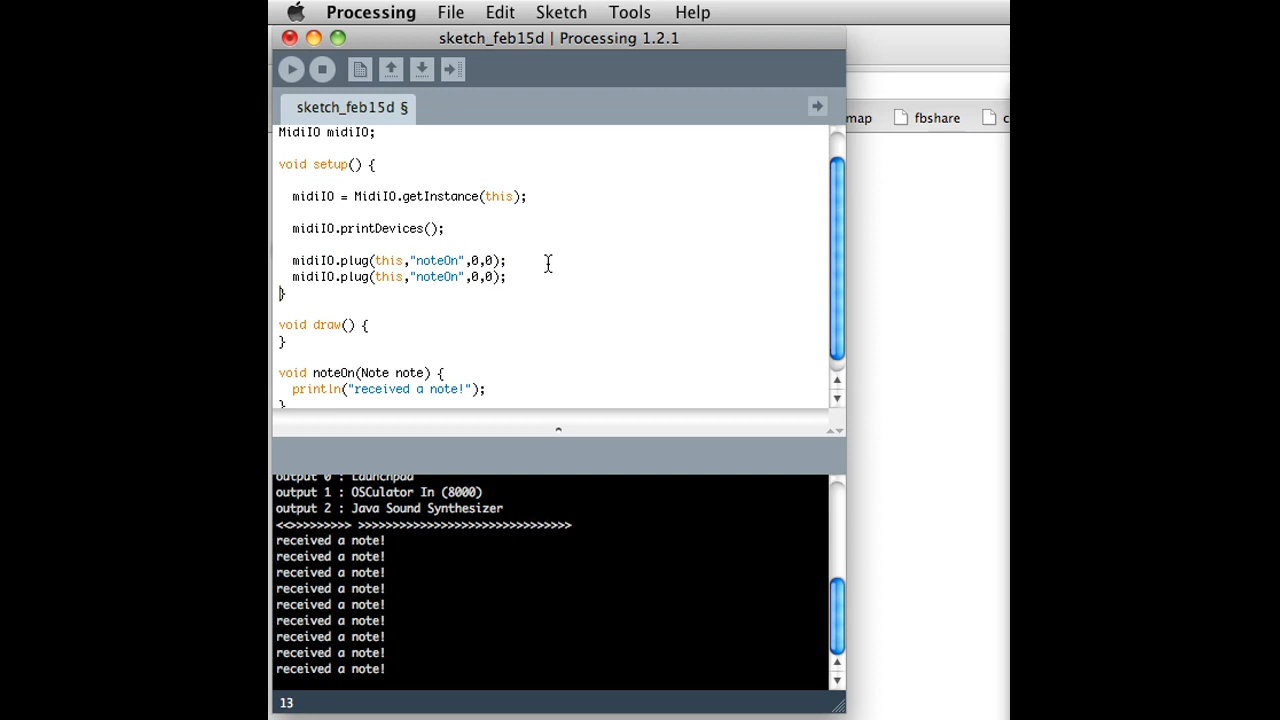 Processing File Edit Sketch Tools Help
sketch_feb15d | Processing 1.2.1
sketch_feb15d §
map fbshare c
MidiIO midiIO;
void setup() {
midiIO = MidiIO.getInstance(this);
midiIO.printDevices();
midiIO.plug(this,"noteOn",0,0);
midiIO.plug(this,"noteOn",0,0);
}
void draw() {
}
void noteOn(Note note) {
println("received a note!");
}
output 0 : Launchpad
output 1 : OSCulator In (8000)
output 2 : Java Sound Synthesizer
<<>>>>>>>>> >>>>>>>>>>>>>>>>>>>>>>>>>>>>>>>
received a note!
received a note!
received a note!
received a note!
received a note!
received a note!
received a note!
received a note!
received a note!
13